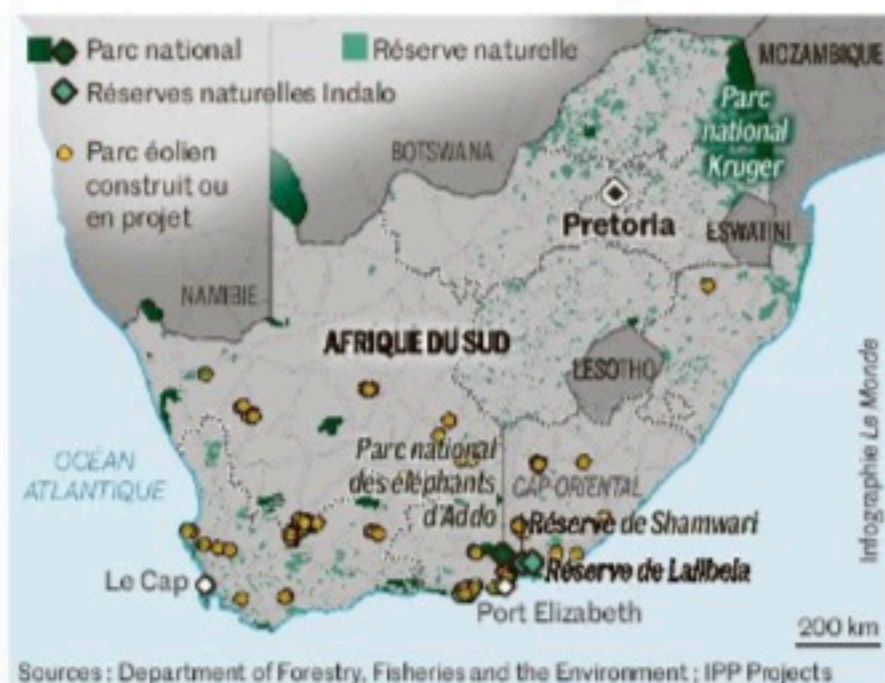 Parc national
Réserve naturelle
Réserves naturelles Indalo
Parc éolien
construit ou
en projet
MOZAMBIQUE
Parc
national
Kruger
BOTSWANA
Pretoria
ESWATINI
NAMIBIE
AFRIQUE DU SUD
LESOTHO
OCÉAN
ATLANTIQUE
Parc national
des éléphants
d'Addo
CAP-ORIENTAL
Réserve de Shamwari
Réserve de Lalibela
Le Cap
Port Elizabeth
200 km
Infographie Le Monde
Sources : Department of Forestry, Fisheries and the Environment ; IPP Projects